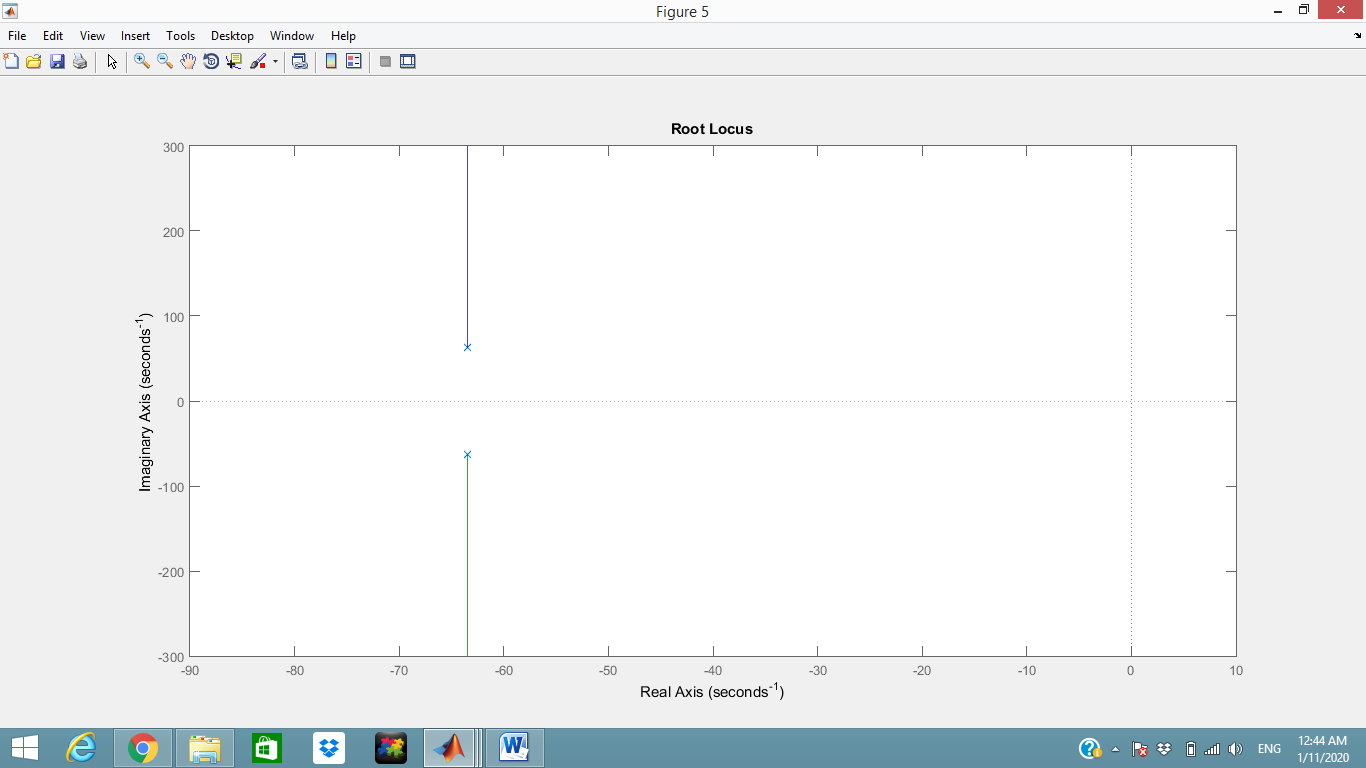 Figure 5
File Edit View Insert Tools Desktop Window Help
Root Locus
300
200
100
0
-100
-200
-300
Imaginary Axis (seconds-1)
-90 -80 -70 -60 -50 -40 -30 -20 -10 0 10
Real Axis (seconds-1)
ENG
12:44 AM
1/11/2020